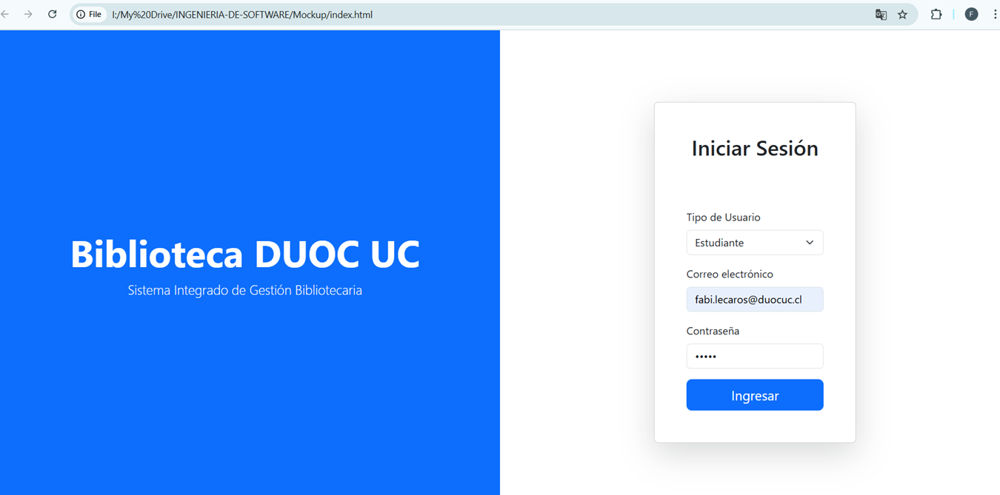 File
I:/My%20Drive/INGENIERIA-DE-SOFTWARE/Mockup/index.html
F
Biblioteca DUOC UC
Sistema Integrado de Gestión Bibliotecaria
Iniciar Sesión
Tipo de Usuario
Estudiante
Correo electrónico
fabi.lecaros@duocuc.cl
Contraseña
•••••
Ingresar